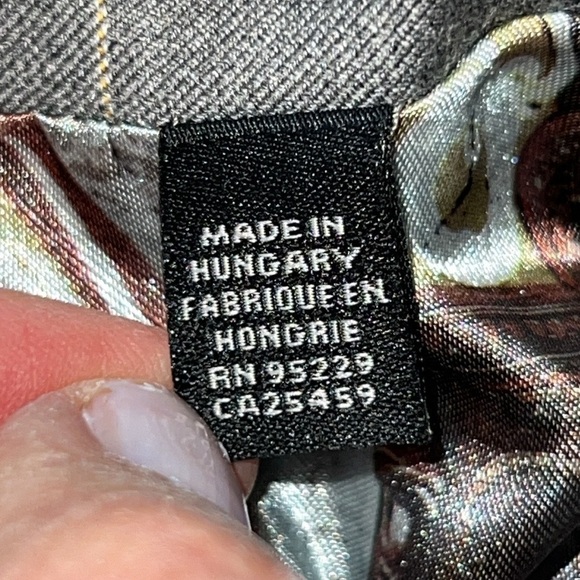 MADE IN
HUNGARY
FABRIQUE EN
HONGRIE
RN 95229
CA25459